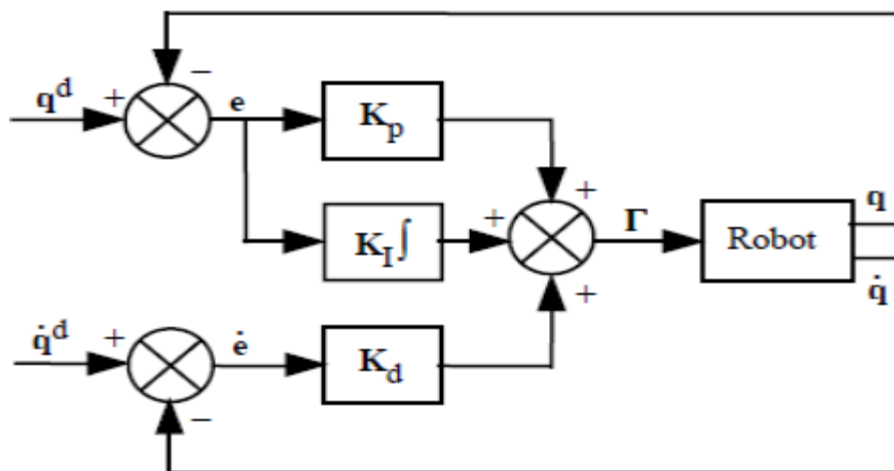 −
q^d
+
e
K_p
+
q
+
K_I ∫
Γ
Robot
q̇
+
q̇^d
+
ė
K_d
−